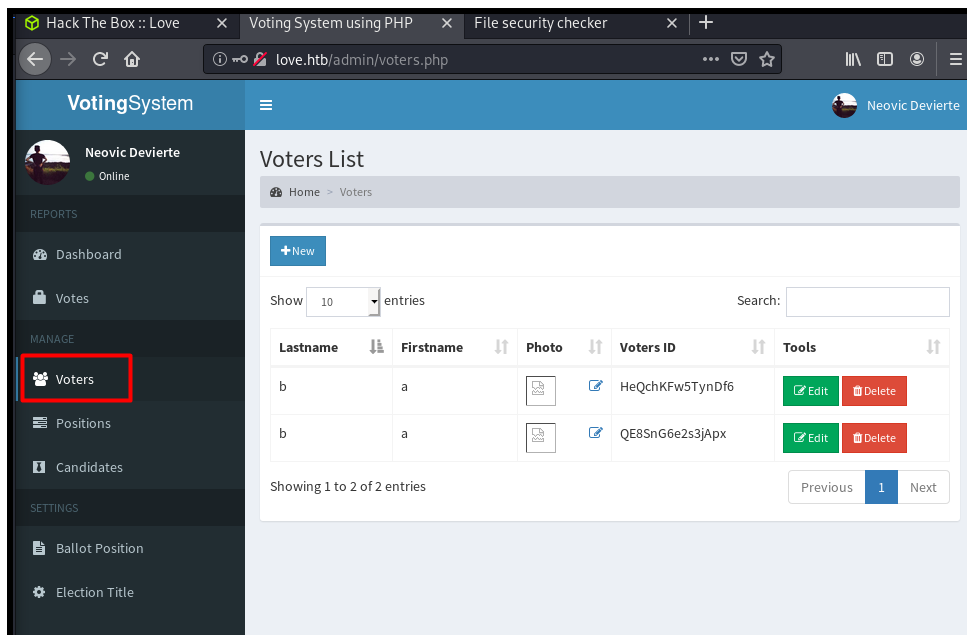 Hack The Box :: Love
Voting System using PHP
File security checker
love.htb/admin/voters.php
VotingSystem
Neovic Devierte
Neovic Devierte
Online
REPORTS
Dashboard
Votes
MANAGE
Voters
Positions
Candidates
SETTINGS
Ballot Position
Election Title
Voters List
Home > Voters
New
Show 10 entries Search:
Lastname Firstname Photo Voters ID Tools
b a HeQchKFw5TynDf6 Edit Delete
b a QE8SnG6e2s3jApx Edit Delete
Showing 1 to 2 of 2 entries Previous 1 Next